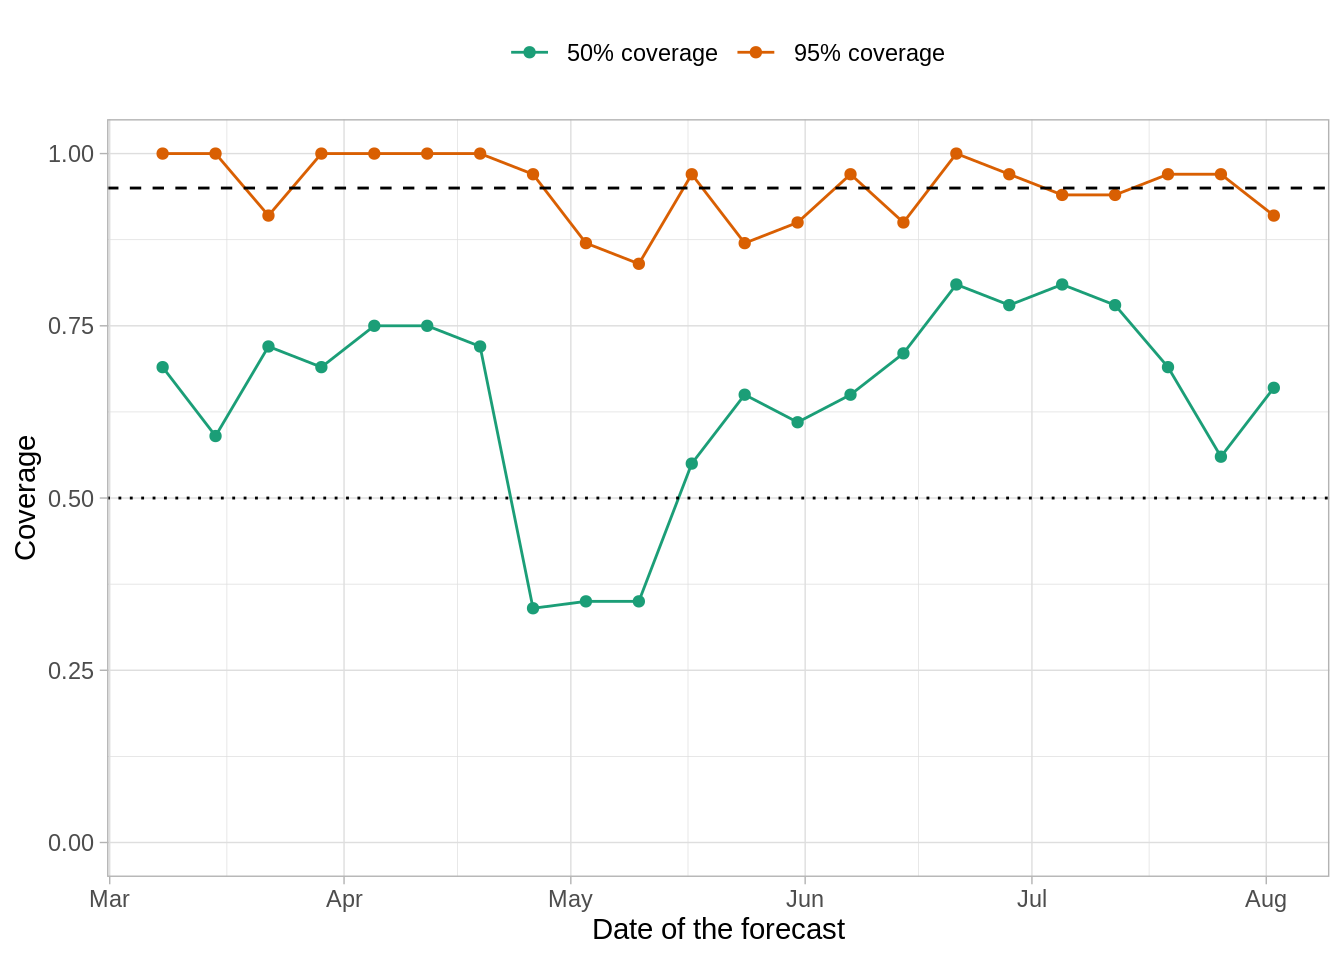 50% coverage 95% coverage
1.00
0.75
0.50
0.25
0.00
Coverage
Mar Apr May Jun Jul Aug
Date of the forecast